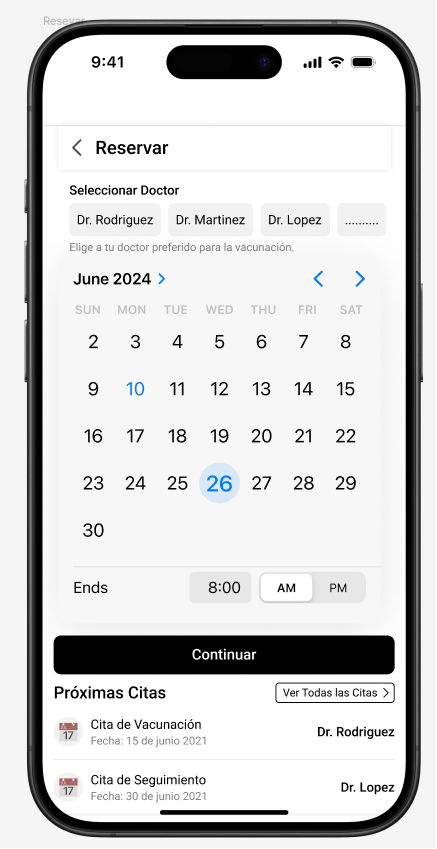 Resevar
9:41
Reservar
Seleccionar Doctor
Dr. Rodriguez Dr. Martinez Dr. Lopez ..........
Elige a tu doctor preferido para la vacunación.
June 2024
SUN MON TUE WED THU FRI SAT
2 3 4 5 6 7 8
9 10 11 12 13 14 15
16 17 18 19 20 21 22
23 24 25 26 27 28 29
30
Ends 8:00 AM PM
Continuar
Próximas Citas Ver Todas las Citas
17 Cita de Vacunación Dr. Rodriguez
Fecha: 15 de junio 2021
17 Cita de Seguimiento Dr. Lopez
Fecha: 30 de junio 2021